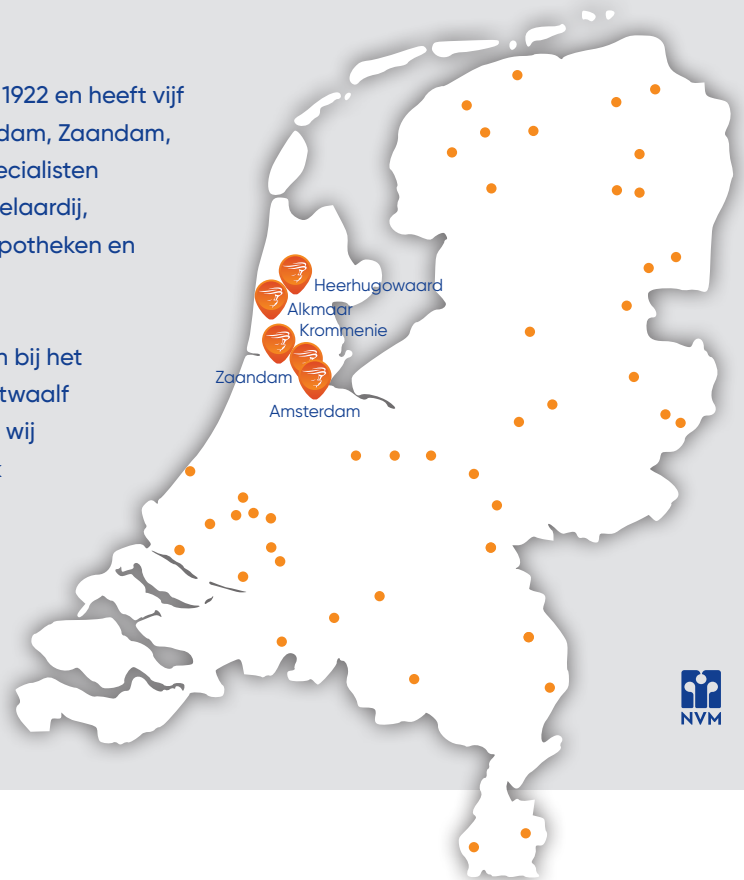 1922 en heeft vijf
dam, Zaandam,
ecialisten
elaardij,
potheken en
n bij het
twaalf
wij
Heerhugowaard
Alkmaar
Krommenie
Zaandam
Amsterdam
NVM